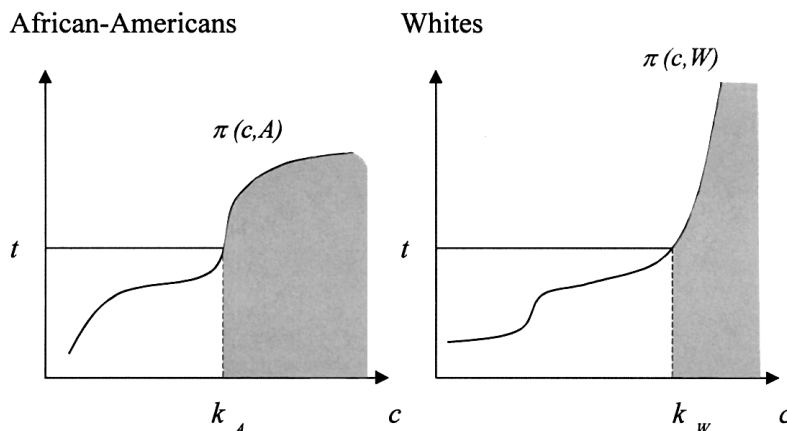 African-Americans
Whites
π (c,A)
π (c,W)
t
t
k_A
c
k_W
c